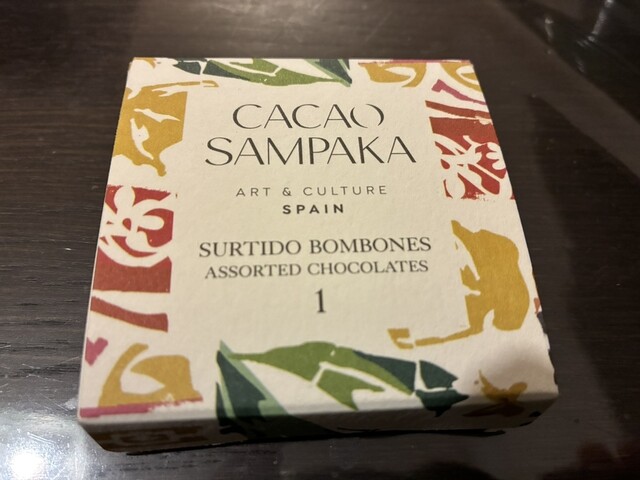 CACAO
SAMPAKA
ART & CULTURE
SPAIN
SURTIDO BOMBONES
ASSORTED CHOCOLATES
1